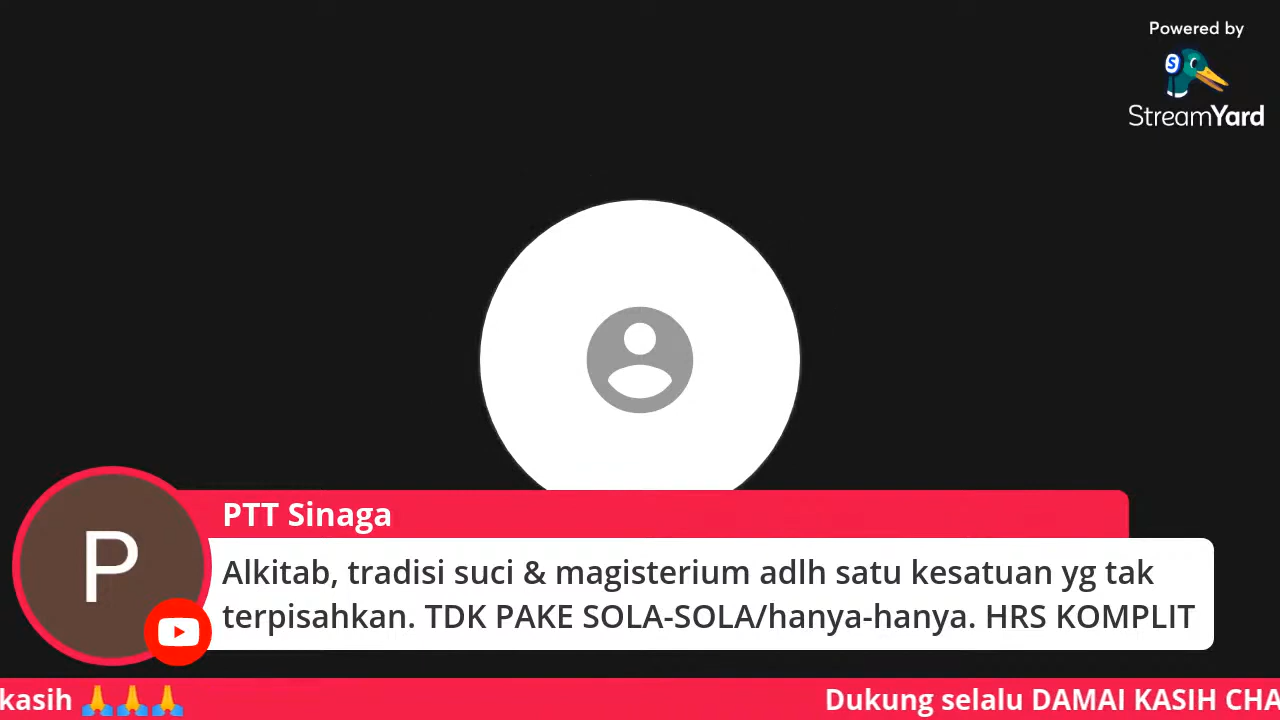 Powered by
S
StreamYard
PTT Sinaga
P
Alkitab, tradisi suci & magisterium adlh satu kesatuan yg tak
terpisahkan. TDK PAKE SOLA-SOLA/hanya-hanya. HRS KOMPLIT
kasih 🙏🙏🙏 Dukung selalu DAMAI KASIH CHA